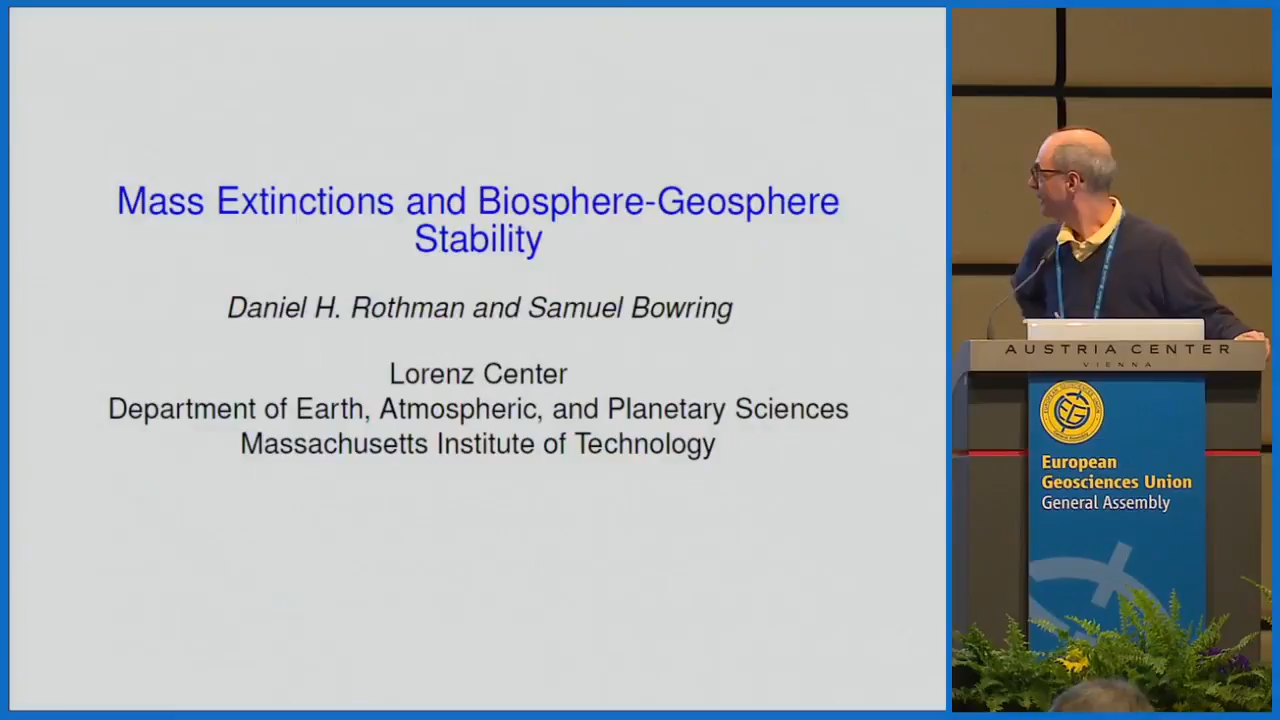 Mass Extinctions and Biosphere-Geosphere
Stability
Daniel H. Rothman and Samuel Bowring
Lorenz Center
Department of Earth, Atmospheric, and Planetary Sciences
Massachusetts Institute of Technology
AUSTRIA CENTER
VIENNA
EGU
European
Geosciences Union
General Assembly